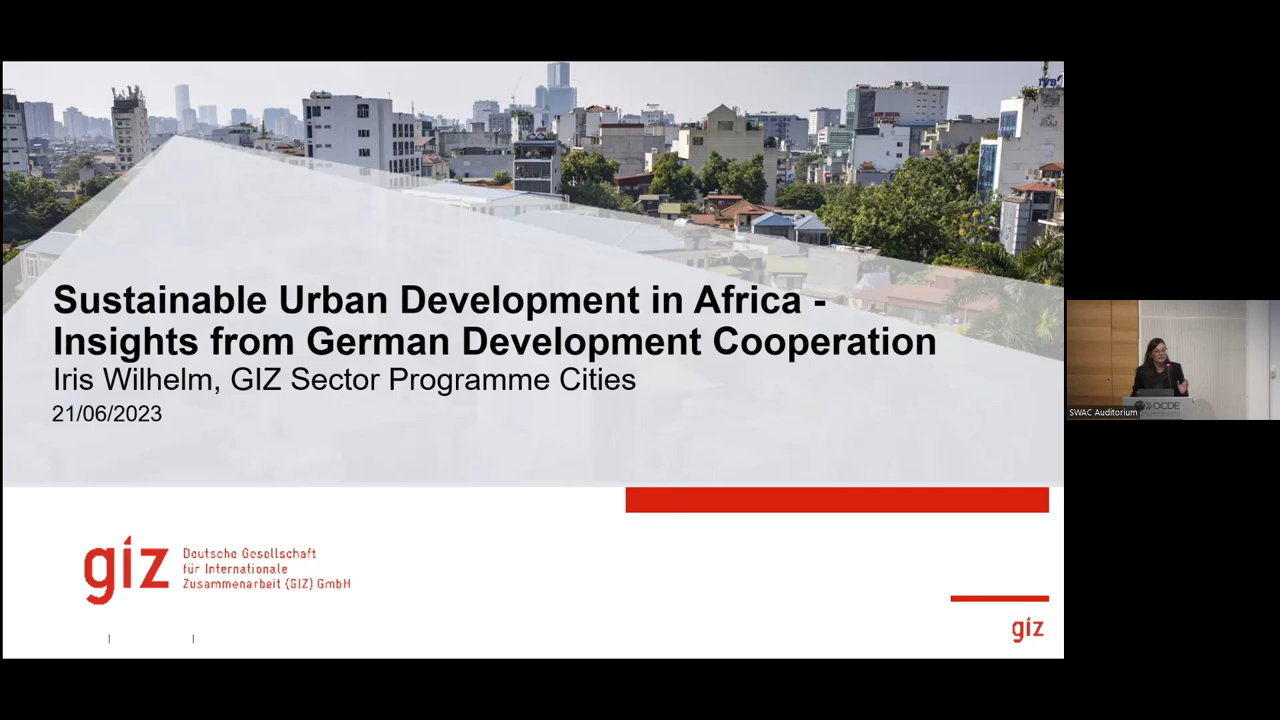 Sustainable Urban Development in Africa -
Insights from German Development Cooperation
Iris Wilhelm, GIZ Sector Programme Cities
21/06/2023
giz
Deutsche Gesellschaft
für Internationale
Zusammenarbeit (GIZ) GmbH
giz
OCDE
SWAC Auditorium